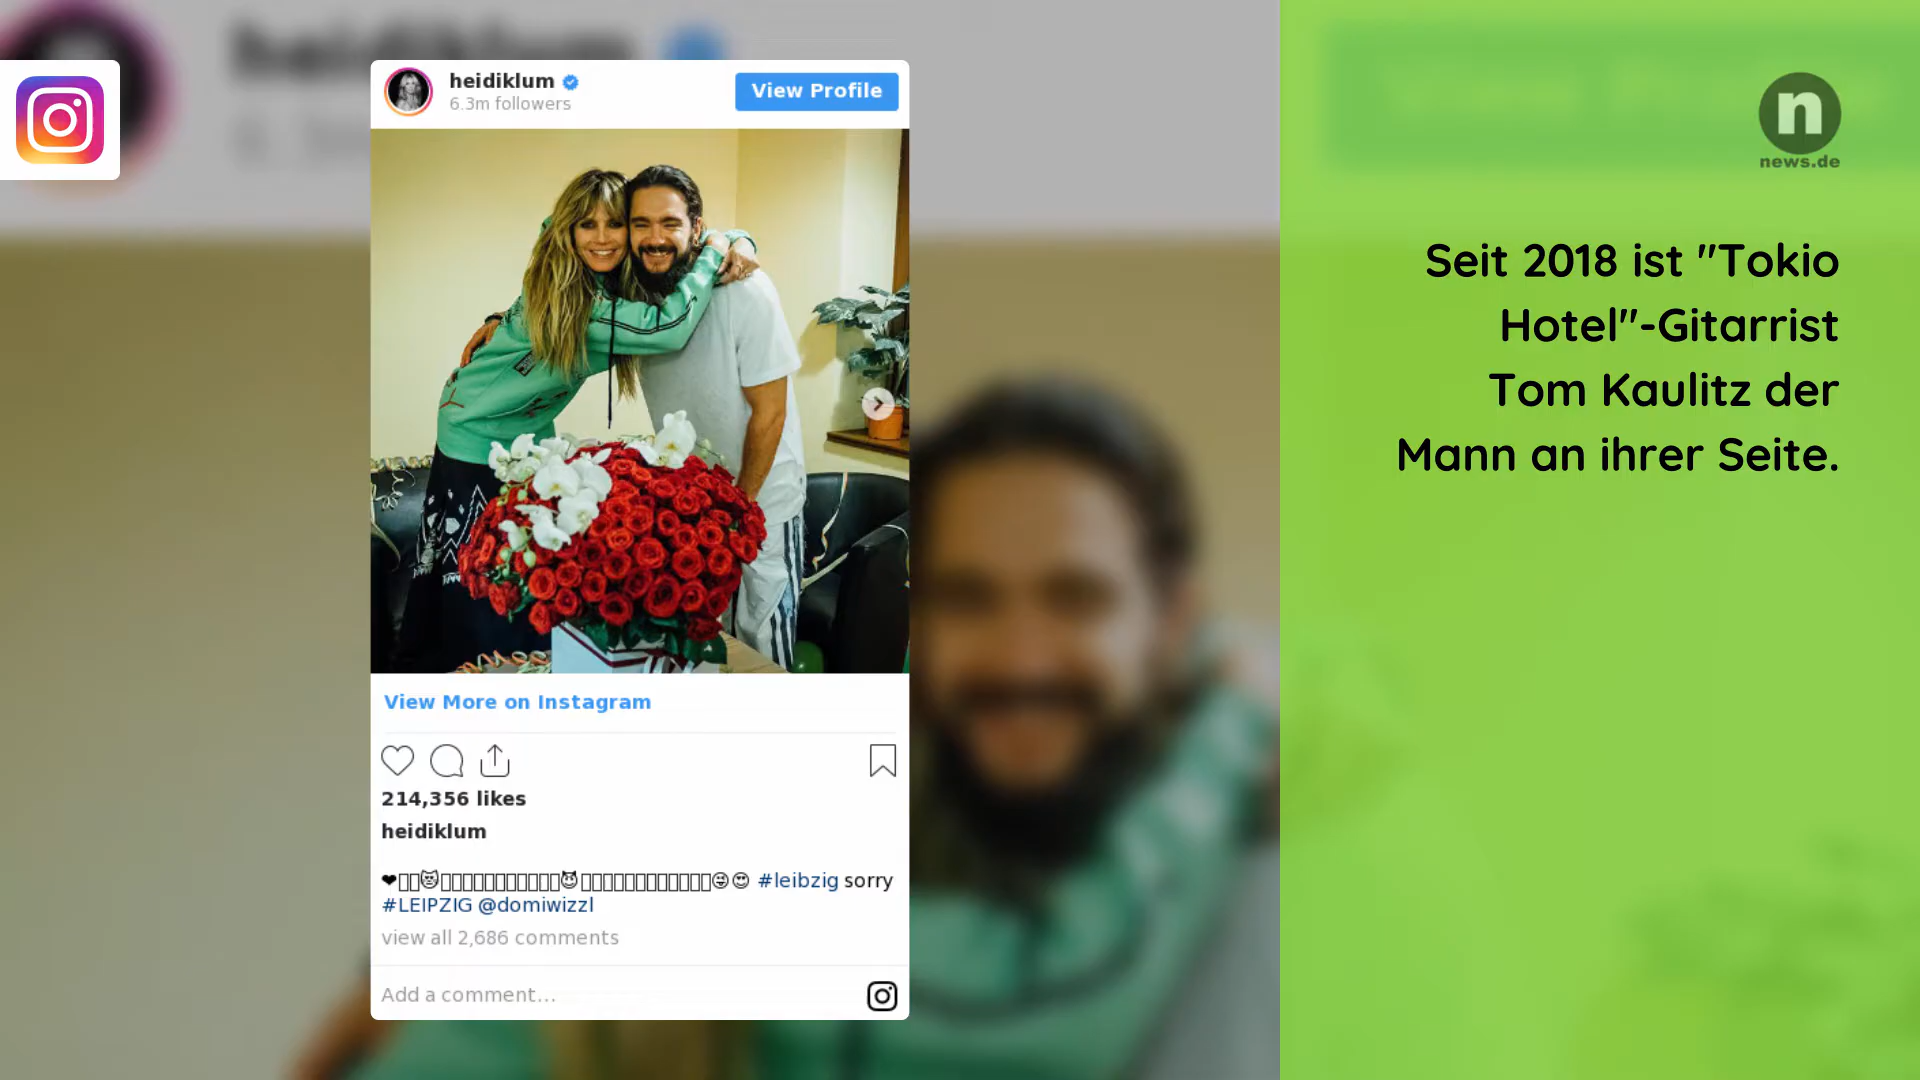 heidiklum
6.3m followers
View Profile
n
news.de
Seit 2018 ist "Tokio
Hotel"-Gitarrist
Tom Kaulitz der
Mann an ihrer Seite.
View More on Instagram
214,356 likes
heidiklum
#leibzig sorry
#LEIPZIG @domiwizzl
view all 2,686 comments
Add a comment...